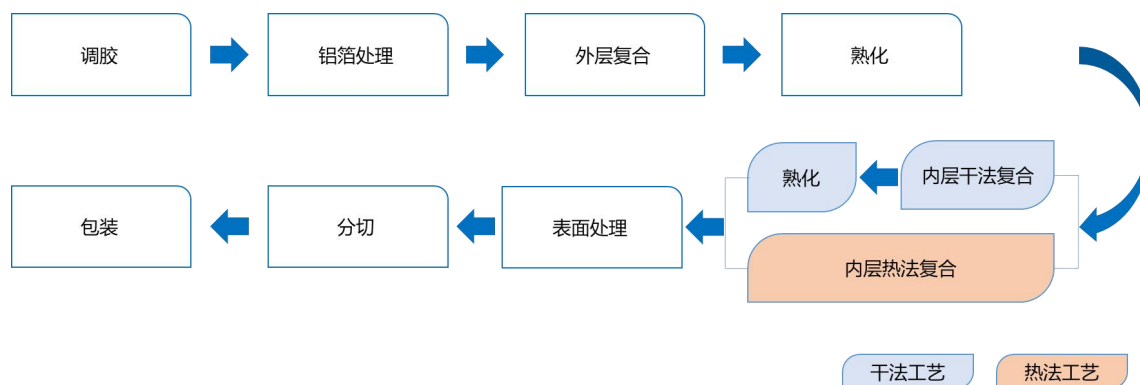 调胶
铝箔处理
外层复合
熟化
内层干法复合
熟化
内层热法复合
表面处理
分切
包装
干法工艺
热法工艺